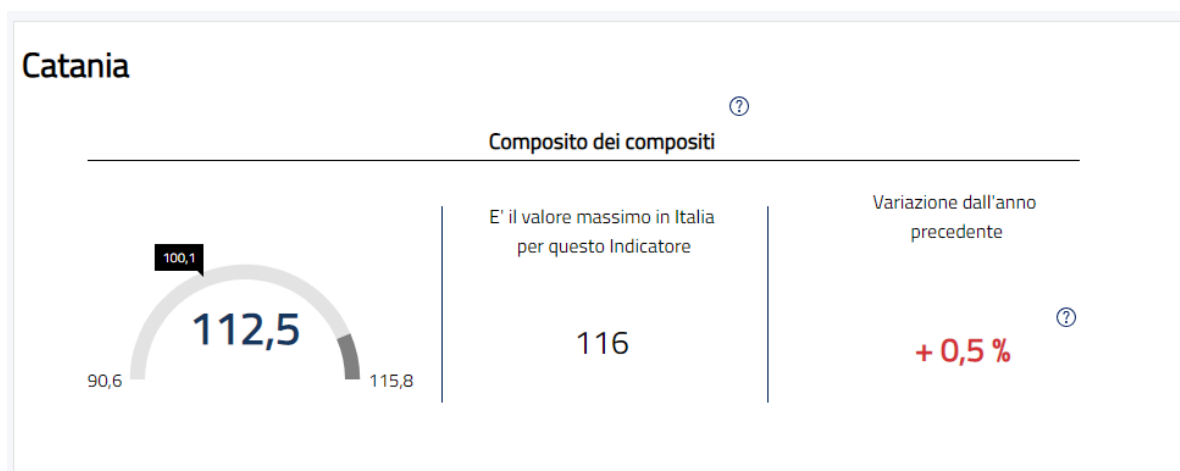 Catania
?
Composito dei compositi
E' il valore massimo in Italia
per questo Indicatore
Variazione dall'anno
precedente
100,1
112,5
90,6
115,8
116
?
+ 0,5 %